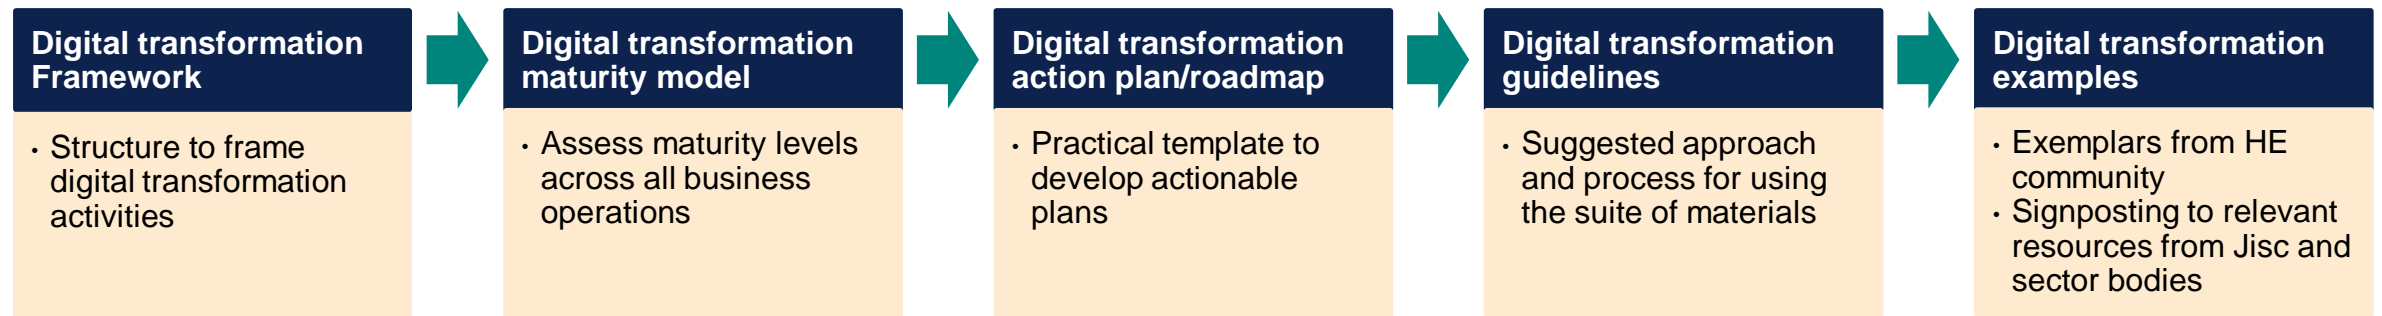 Digital transformation
Framework
• Structure to frame
digital transformation
activities
Digital transformation
maturity model
• Assess maturity levels
across all business
operations
Digital transformation
action plan/roadmap
• Practical template to
develop actionable
plans
Digital transformation
guidelines
• Suggested approach
and process for using
the suite of materials
Digital transformation
examples
• Exemplars from HE
community
• Signposting to relevant
resources from Jisc and
sector bodies